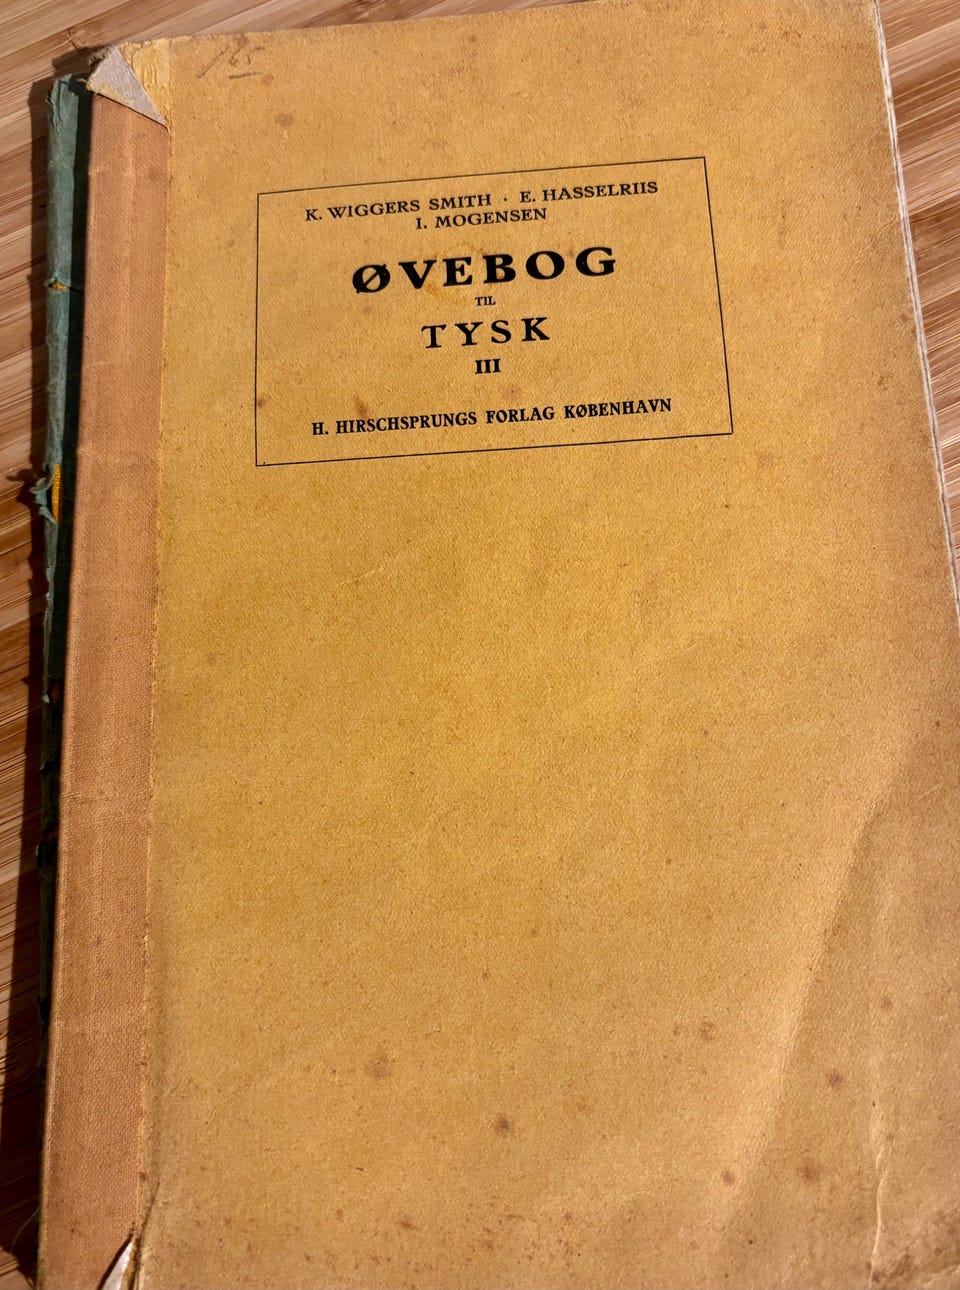 K. WIGGERS SMITH · E. HASSELRIIS
I. MOGENSEN
ØVEBOG
TIL
TYSK
III
H. HIRSCHSPRUNGS FORLAG KØBENHAVN